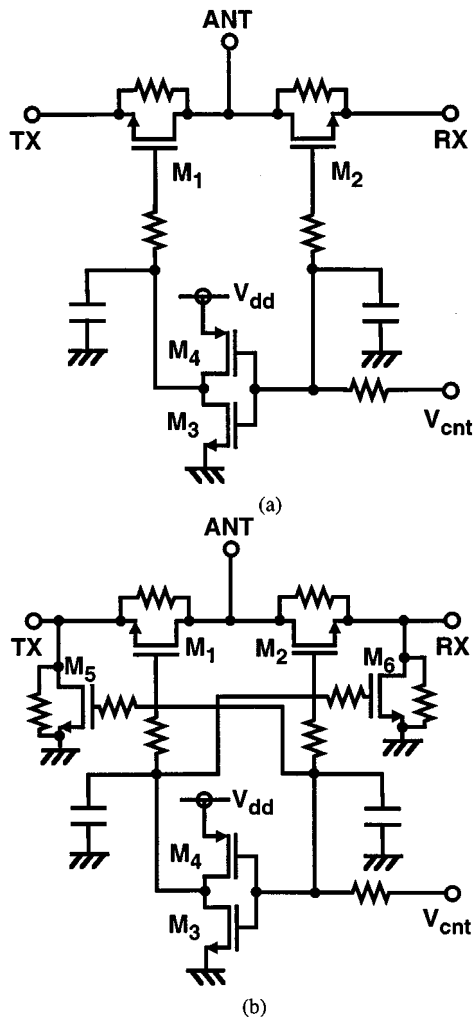 ANT
TX
RX
M1
M2
Vdd
M4
M3
Vcnt
(a)
ANT
TX
RX
M5
M1
M2
M6
Vdd
M4
M3
Vcnt
(b)